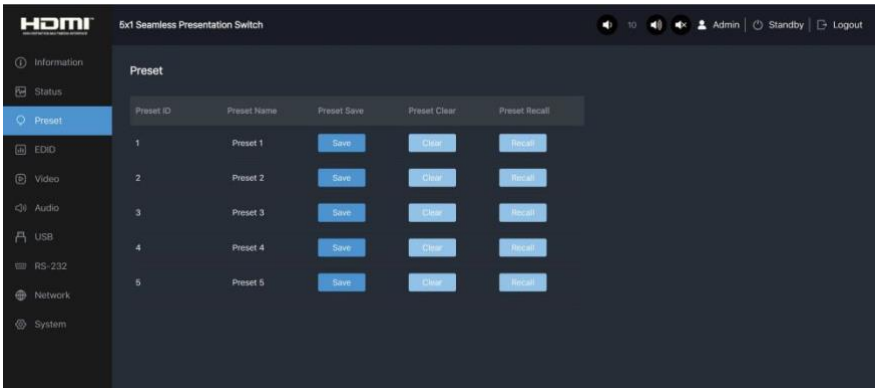 HDMI
5x1 Seamless Presentation Switch
10
Admin
Standby
Logout
Information
Status
Preset
EDID
Video
Audio
USB
RS-232
Network
System
Preset
Preset ID Preset Name Preset Save Preset Clear Preset Recall
1 Preset 1 Save Clear Recall
2 Preset 2 Save Clear Recall
3 Preset 3 Save Clear Recall
4 Preset 4 Save Clear Recall
5 Preset 5 Save Clear Recall